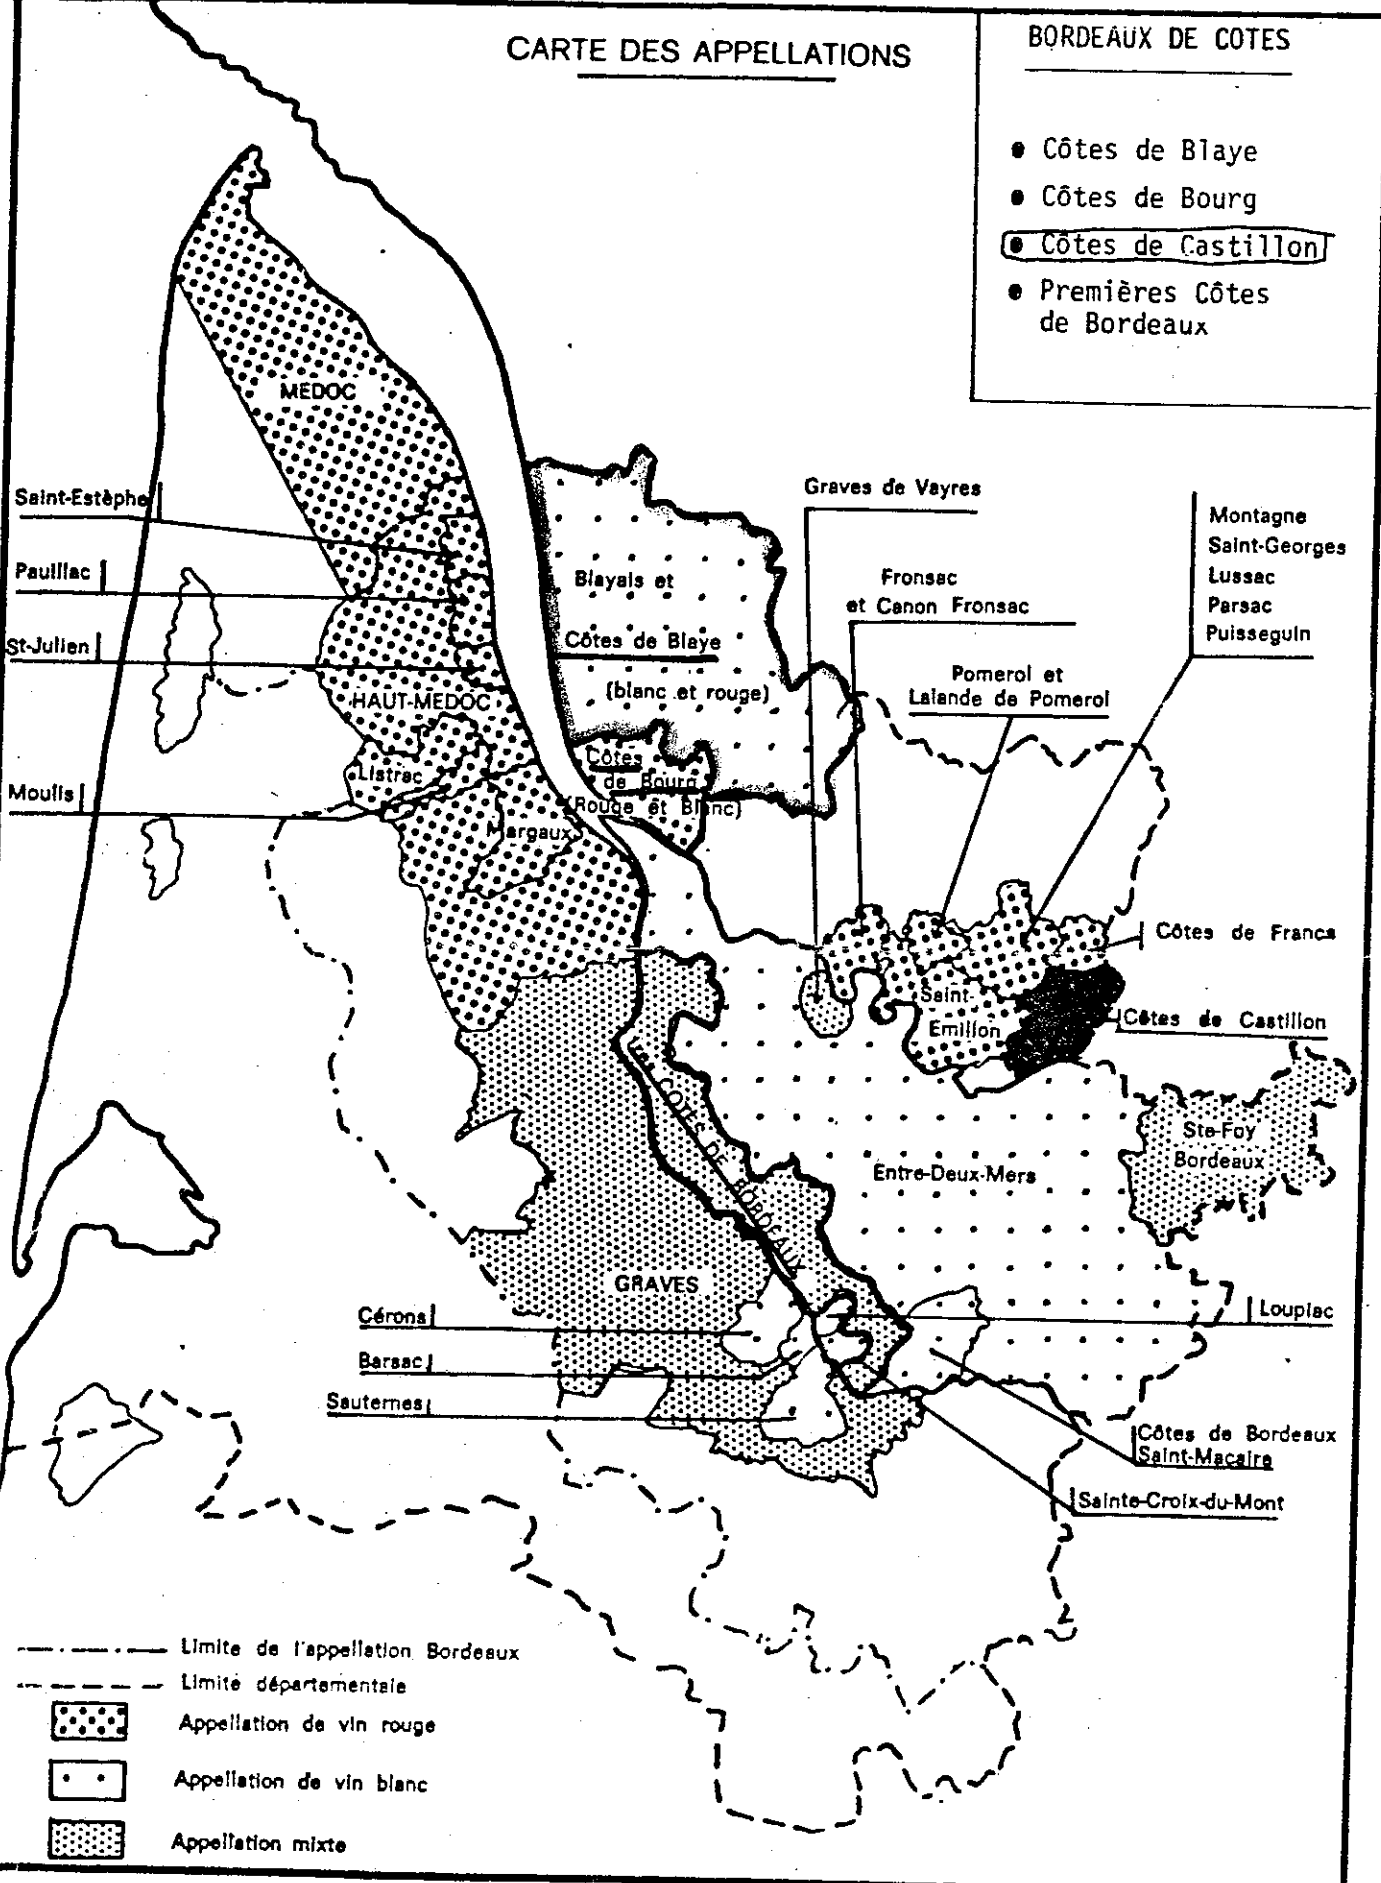 CARTE DES APPELLATIONS
BORDEAUX DE COTES
• Côtes de Blaye
• Côtes de Bourg
• Côtes de Castillon
• Premières Côtes
de Bordeaux
MEDOC
Saint-Estèphe
Pauillac
St-Julien
HAUT-MEDOC
Listrac
Moulis
Margaux
Blayais et
Côtes de Blaye
(blanc et rouge)
Côtes
de Bourg
(Rouge et Blanc)
Graves de Vayres
Fronsac
et Canon Fronsac
Pomerol et
Lalande de Pomerol
Montagne
Saint-Georges
Lussac
Parsac
Puisseguin
Côtes de Francs
Saint-
Emilion
Côtes de Castillon
Ste-Foy
Bordeaux
Entre-Deux-Mers
CÔTES DE BORDEAUX
GRAVES
Cérons
Barsac
Sauternes
Loupiac
Côtes de Bordeaux
Saint-Macaire
Sainte-Croix-du-Mont
Limite de l'appellation Bordeaux
Limite départementale
Appellation de vin rouge
Appellation de vin blanc
Appellation mixte